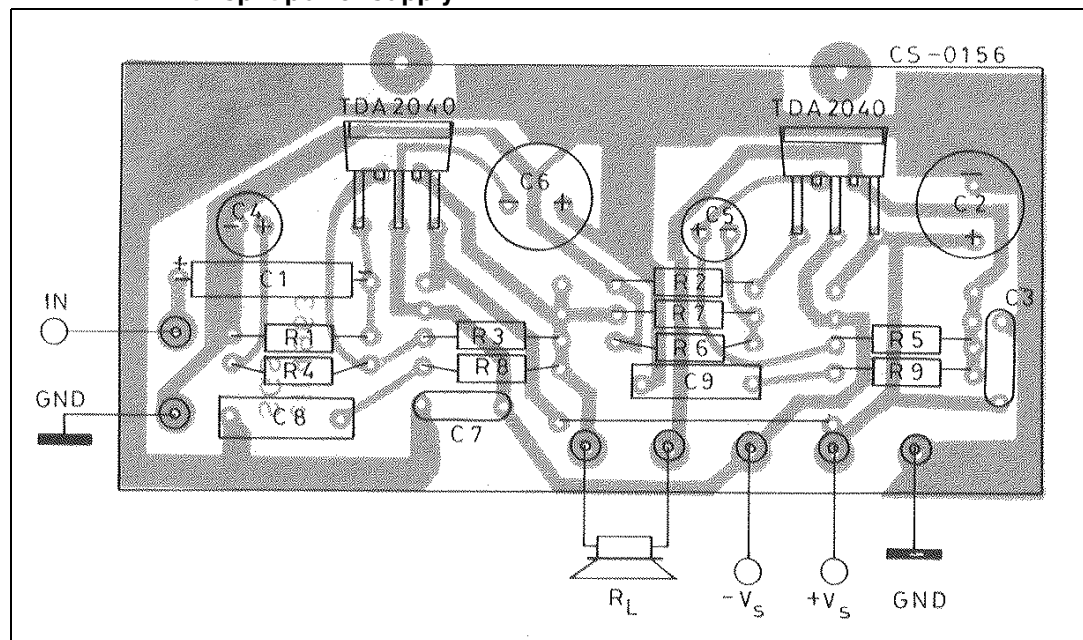 CS-0156
TDA2040
TDA2040
C6
C4
C5
C2
C1
R2
C3
IN
R7
R1
R3
R6
R5
R4
R8
R9
C9
GND
C8
C7
RL
-Vs
+Vs
GND